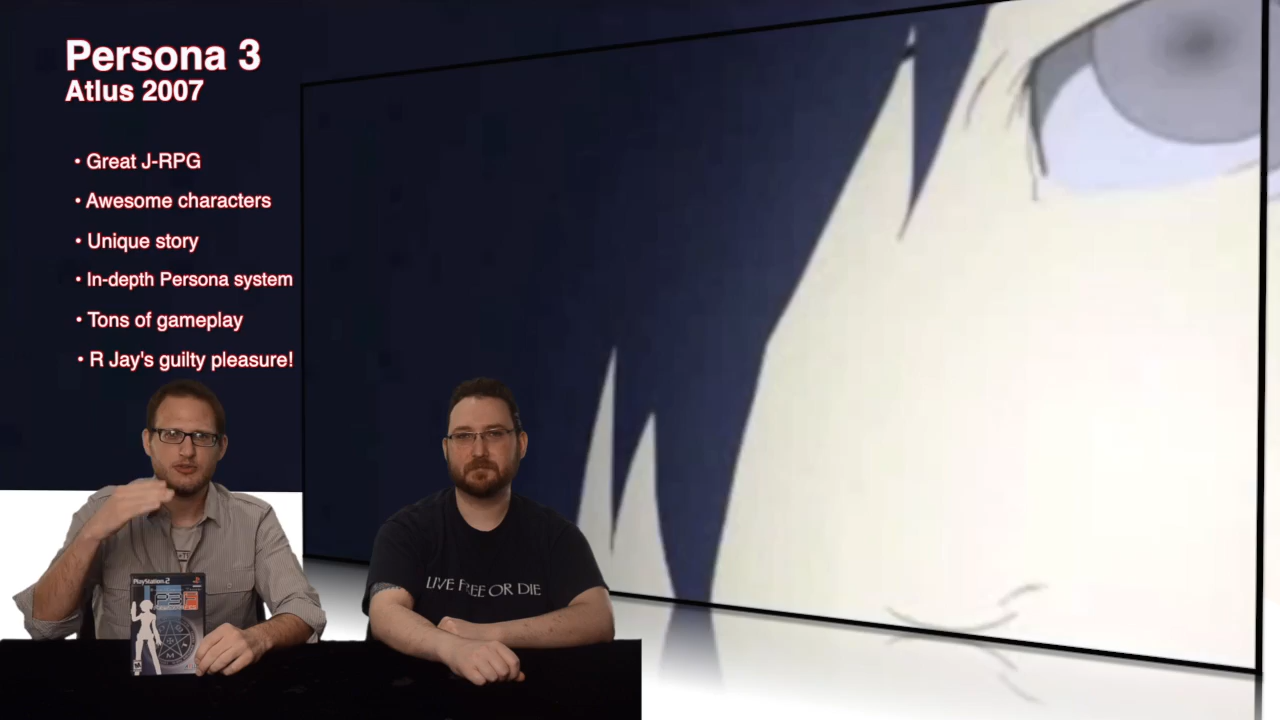 Persona 3
Atlus 2007
• Great J-RPG
• Awesome characters
• Unique story
• In-depth Persona system
• Tons of gameplay
• R Jay's guilty pleasure!
PlayStation 2
LIVE FREE OR DIE